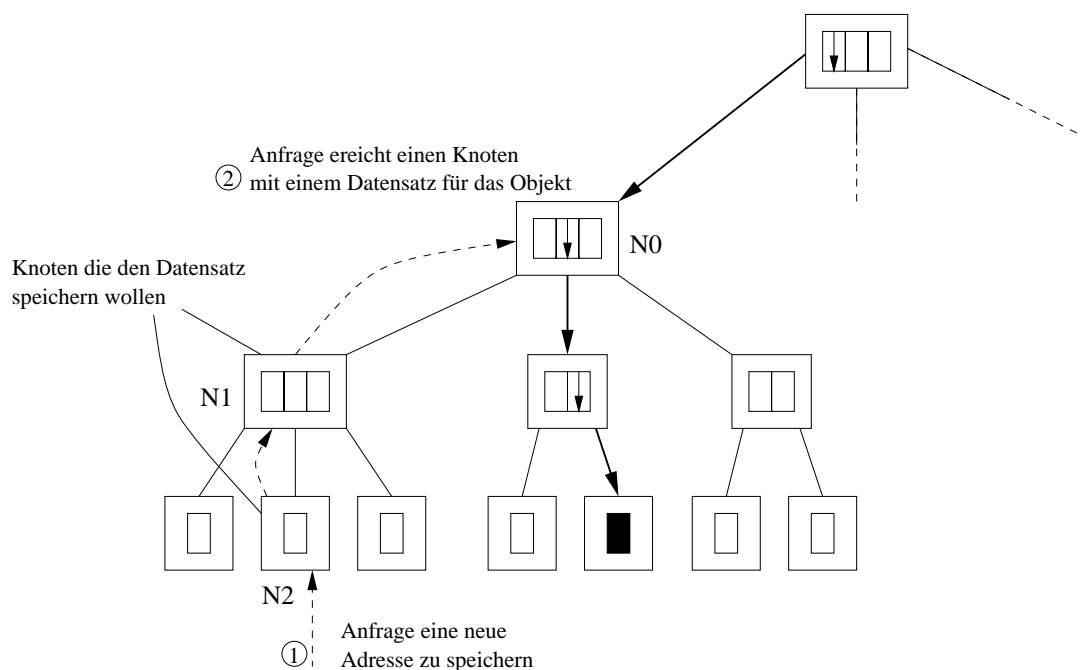 Anfrage ereicht einen Knoten
2 mit einem Datensatz für das Objekt
N0
Knoten die den Datensatz
speichern wollen
N1
N2
Anfrage eine neue
1 Adresse zu speichern